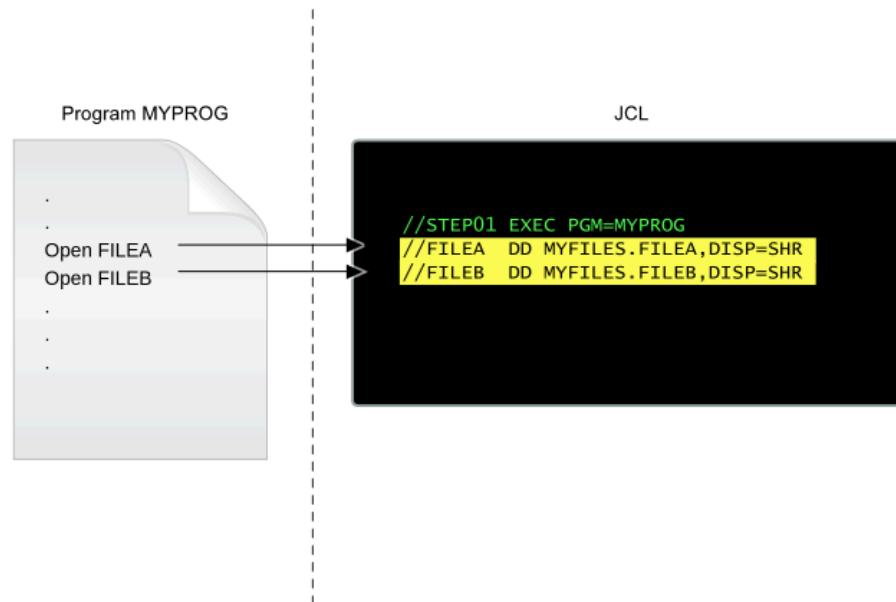 Program MYPROG
.
.
Open FILEA
Open FILEB
.
.
.
JCL
//STEP01 EXEC PGM=MYPROG
//FILEA  DD MYFILES.FILEA,DISP=SHR
//FILEB  DD MYFILES.FILEB,DISP=SHR